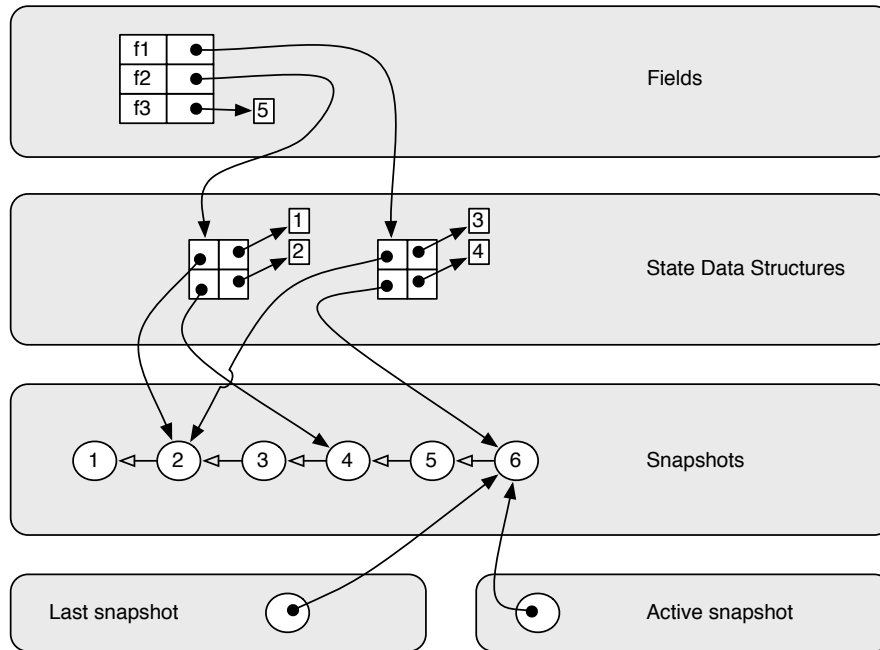 f1
f2
Fields
f3
5
1
3
2
4
State Data Structures
1
2
3
4
5
6
Snapshots
Last snapshot
Active snapshot